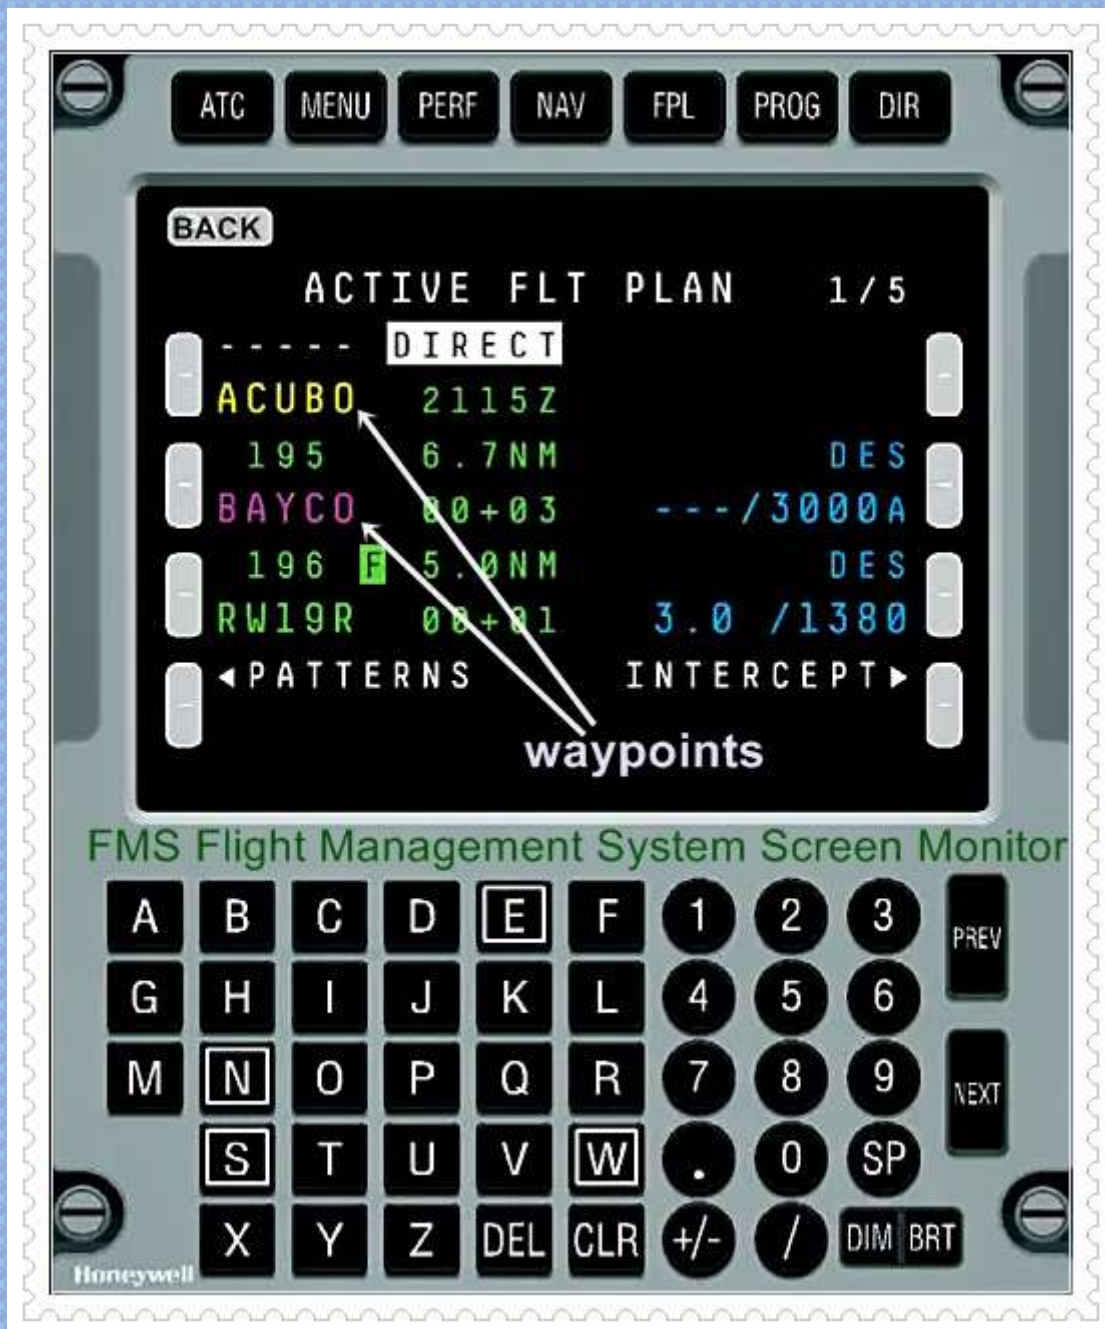 ATC MENU PERF NAV FPL PROG DIR
BACK
ACTIVE FLT PLAN 1/5
----- DIRECT
ACUBO 2115Z
195 6.7NM DES
BAYCO 00+03 ---/3000A
196 F 5.0NM DES
RW19R 00+01 3.0 /1380
◂PATTERNS INTERCEPT▸
waypoints
FMS Flight Management System Screen Monitor
A B C D E F 1 2 3 PREV
G H I J K L 4 5 6
M N O P Q R 7 8 9 NEXT
S T U V W . 0 SP
X Y Z DEL CLR +/- / DIM BRT
Honeywell